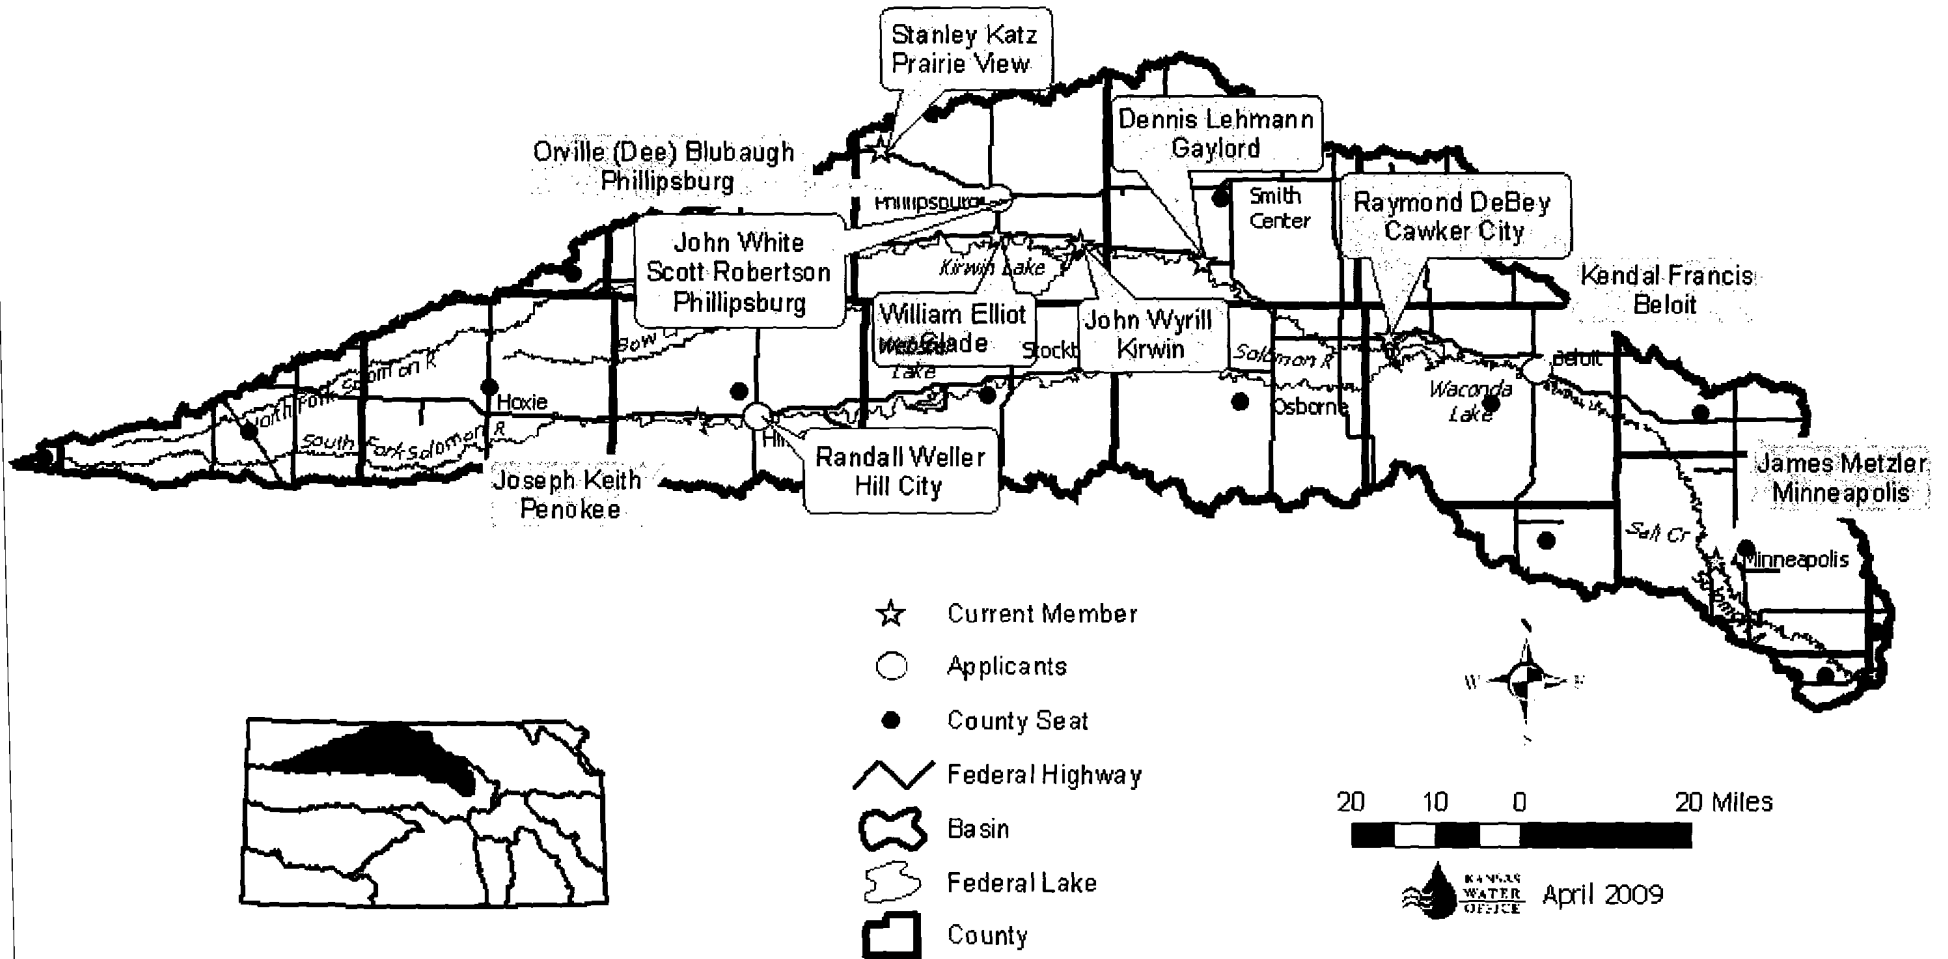 Stanley Katz
Prairie View
Dennis Lehmann
Gaylord
Orville (Dee) Blubaugh
Phillipsburg
Phillipsburg
Smith
Center
Raymond DeBey
Cawker City
John White
Scott Robertson
Phillipsburg
Kirwin Lake
Kendal Francis
Beloit
William Elliot
Glade
Webster
Lake
John Wyrill
Kirwin
Bow
Stockt
Solomon R
Beloit
North Fork Solomon R
Hoxie
Waconda
Lake
Osborne
South Fork Solomon R
Hil
Randall Weller
Hill City
Joseph Keith
Penokee
James Metzler
Minneapolis
Salt Cr
Minneapolis
Current Member
Applicants
County Seat
Federal Highway
Basin
Federal Lake
County
N
W E
S
20 10 0 20 Miles
KANSAS
WATER
OFFICE
April 2009